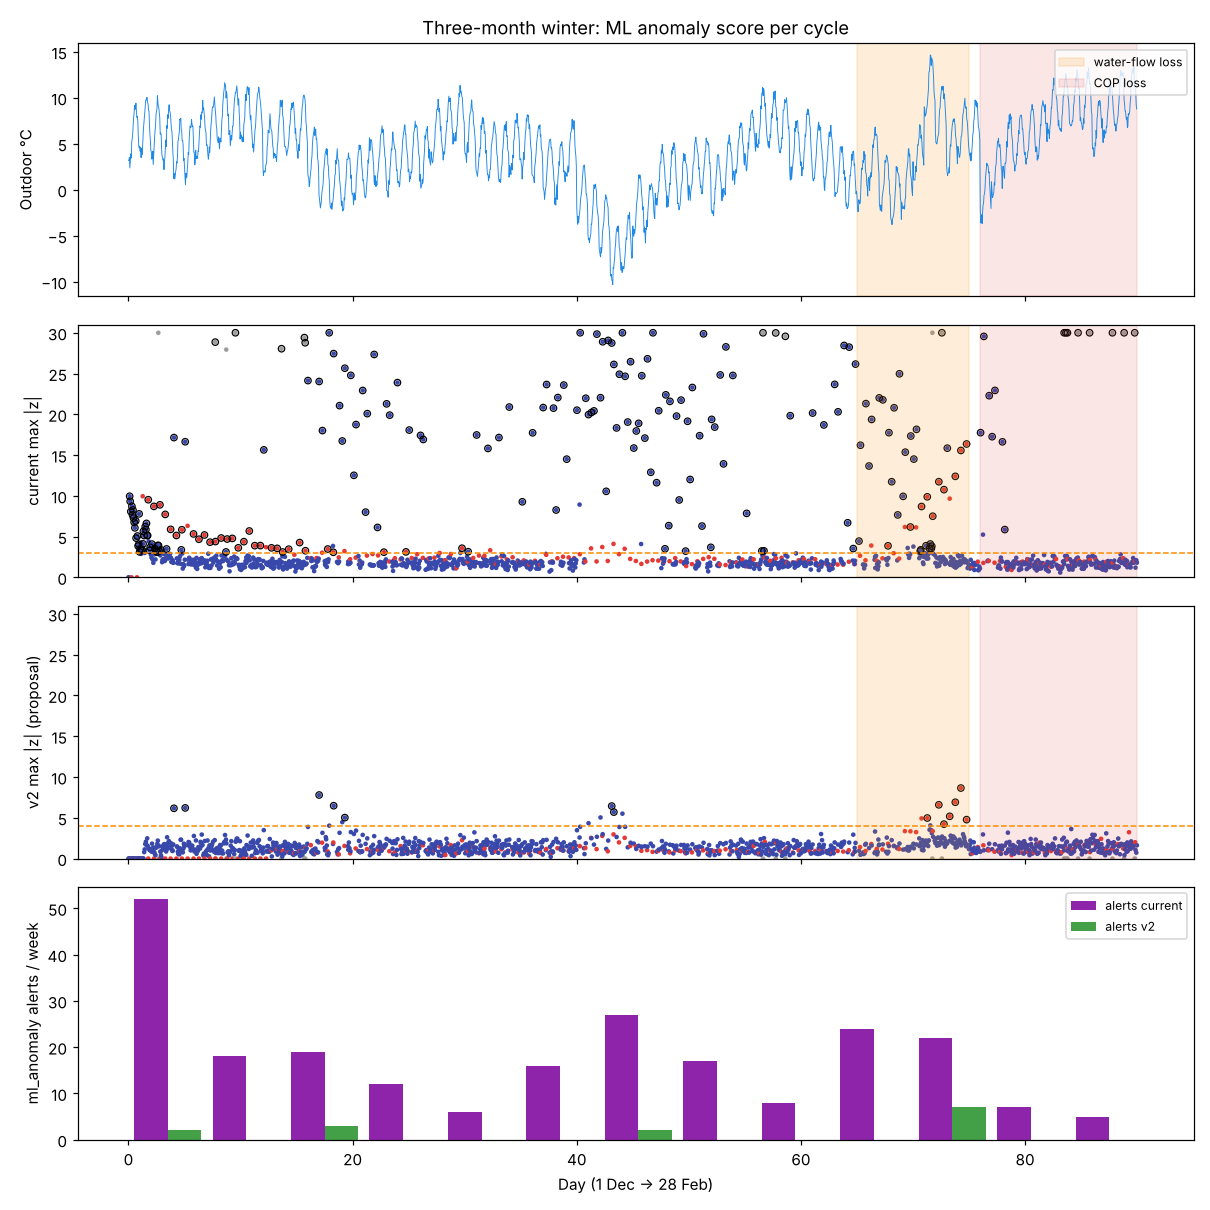 Three-month winter: ML anomaly score per cycle
15
10
5
0
−5
−10
Outdoor °C
water-flow loss
COP loss
30
25
20
15
10
5
0
current max |z|
30
25
20
15
10
5
0
v2 max |z| (proposal)
50
40
30
20
10
0
ml_anomaly alerts / week
alerts current
alerts v2
0 20 40 60 80
Day (1 Dec → 28 Feb)